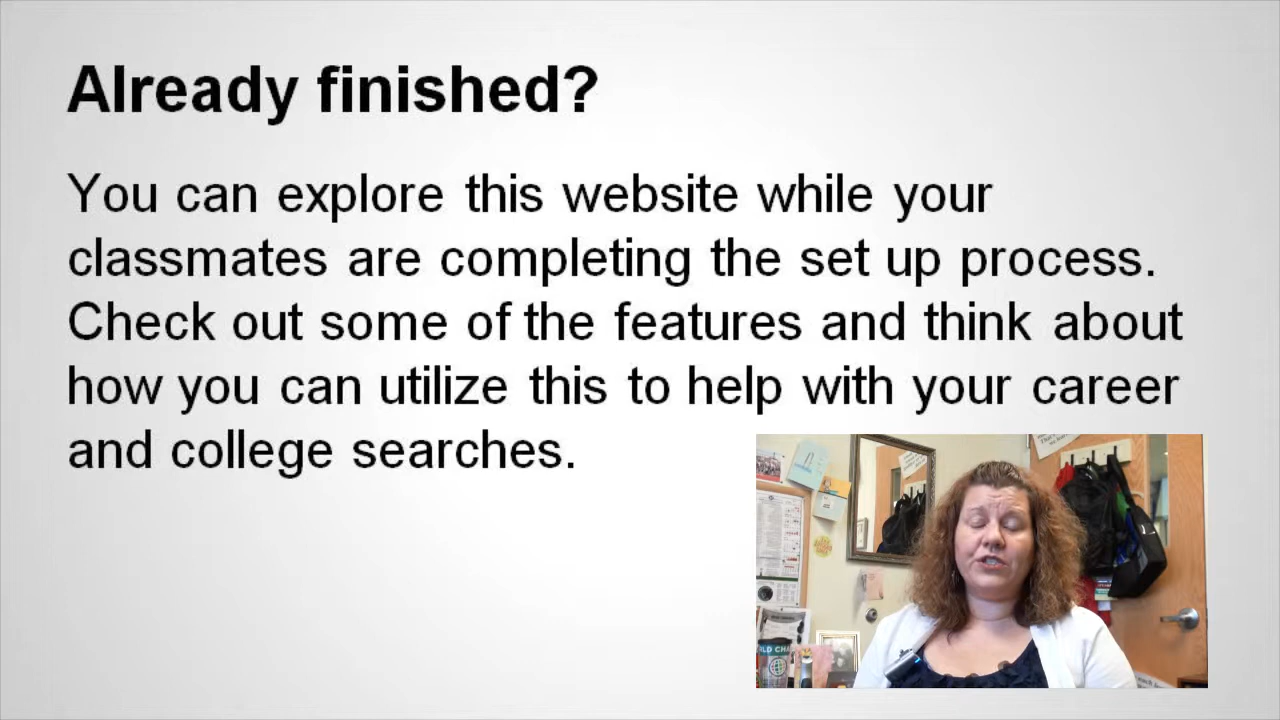 Already finished?
You can explore this website while your
classmates are completing the set up process.
Check out some of the features and think about
how you can utilize this to help with your career
and college searches.